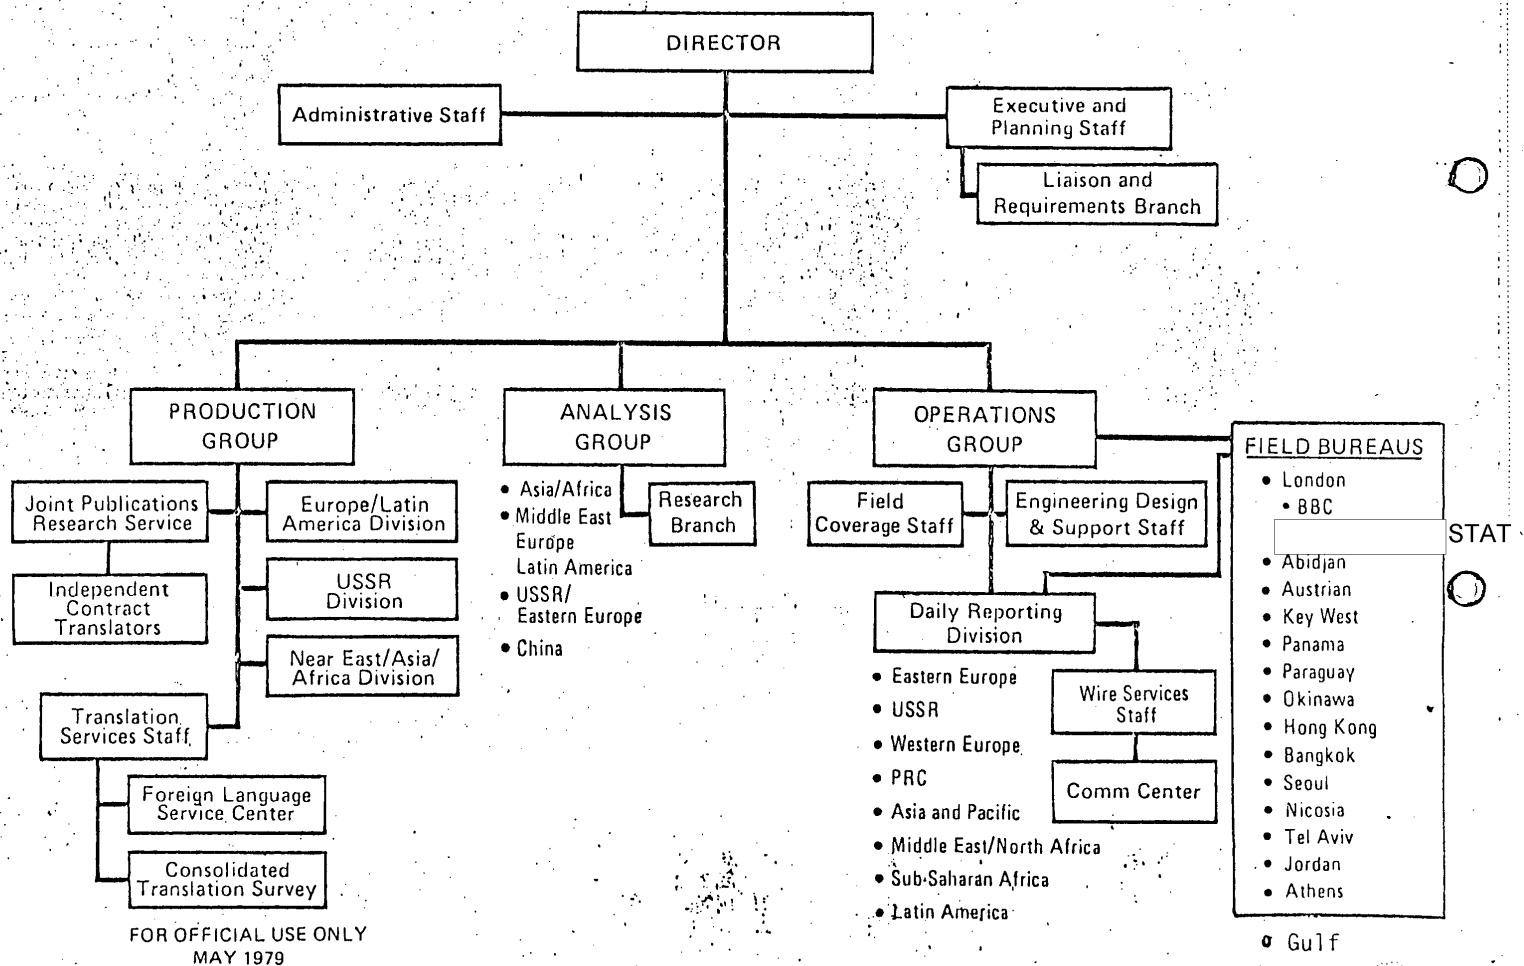 DIRECTOR
Administrative Staff
Executive and
Planning Staff
Liaison and
Requirements Branch
PRODUCTION
GROUP
ANALYSIS
GROUP
OPERATIONS
GROUP
Joint Publications
Research Service
Europe/Latin
America Division
Independent
Contract
Translators
USSR
Division
Near East/Asia/
Africa Division
Translation
Services Staff
Foreign Language
Service Center
Consolidated
Translation Survey
• Asia/Africa
• Middle East
Europe
Latin America
• USSR/
Eastern Europe
• China
Research
Branch
Field
Coverage Staff
Engineering Design
& Support Staff
Daily Reporting
Division
• Eastern Europe
• USSR
• Western Europe
• PRC
• Asia and Pacific
• Middle East/North Africa
• Sub-Saharan Africa
• Latin America
Wire Services
Staff
Comm Center
FIELD BUREAUS
• London
• BBC
STAT
• Abidjan
• Austrian
• Key West
• Panama
• Paraguay
• Okinawa
• Hong Kong
• Bangkok
• Seoul
• Nicosia
• Tel Aviv
• Jordan
• Athens
o Gulf
FOR OFFICIAL USE ONLY
MAY 1979